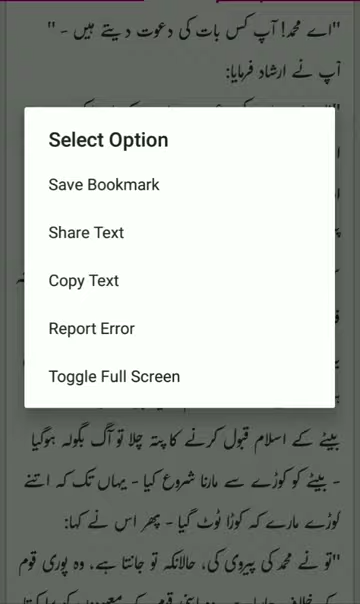 "اے محمد! آپ کس بات کی دعوت دیتے ہیں - "
آپ نے ارشاد فرمایا:
Select Option
Save Bookmark
Share Text
Copy Text
Report Error
Toggle Full Screen
بیٹے کے اسلام قبول کرنے کا پتہ چلا تو آگ بگولہ ہوگیا
- بیٹے کو کوڑے سے مارنا شروع کیا - یہاں تک کہ اتنے
کوڑے مارے کہ کوڑا ٹوٹ گیا - پھر اس نے کہا:
"تو نے محمد کی پیروی کی، حالانکہ تو جانتا ہے، وہ پوری قوم